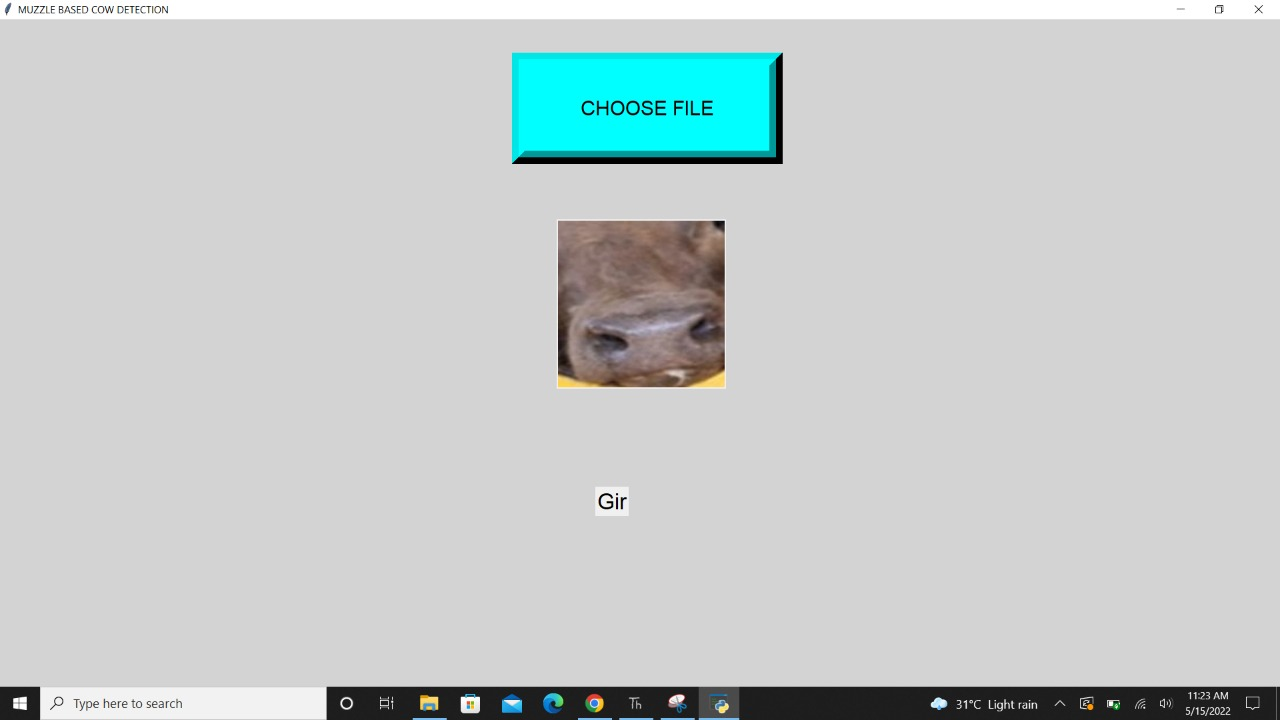 MUZZLE BASED COW DETECTION
CHOOSE FILE
Gir
Type here to search
Th
31°C Light rain
11:23 AM
5/15/2022